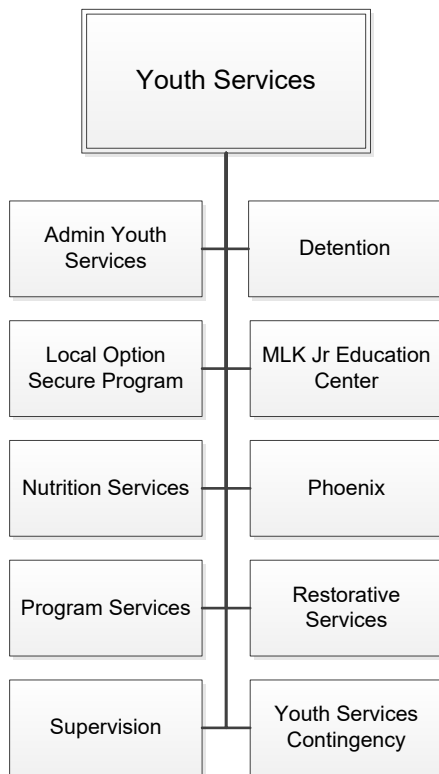 Youth Services
Admin Youth
Services
Detention
Local Option
Secure Program
MLK Jr Education
Center
Nutrition Services
Phoenix
Program Services
Restorative
Services
Supervision
Youth Services
Contingency